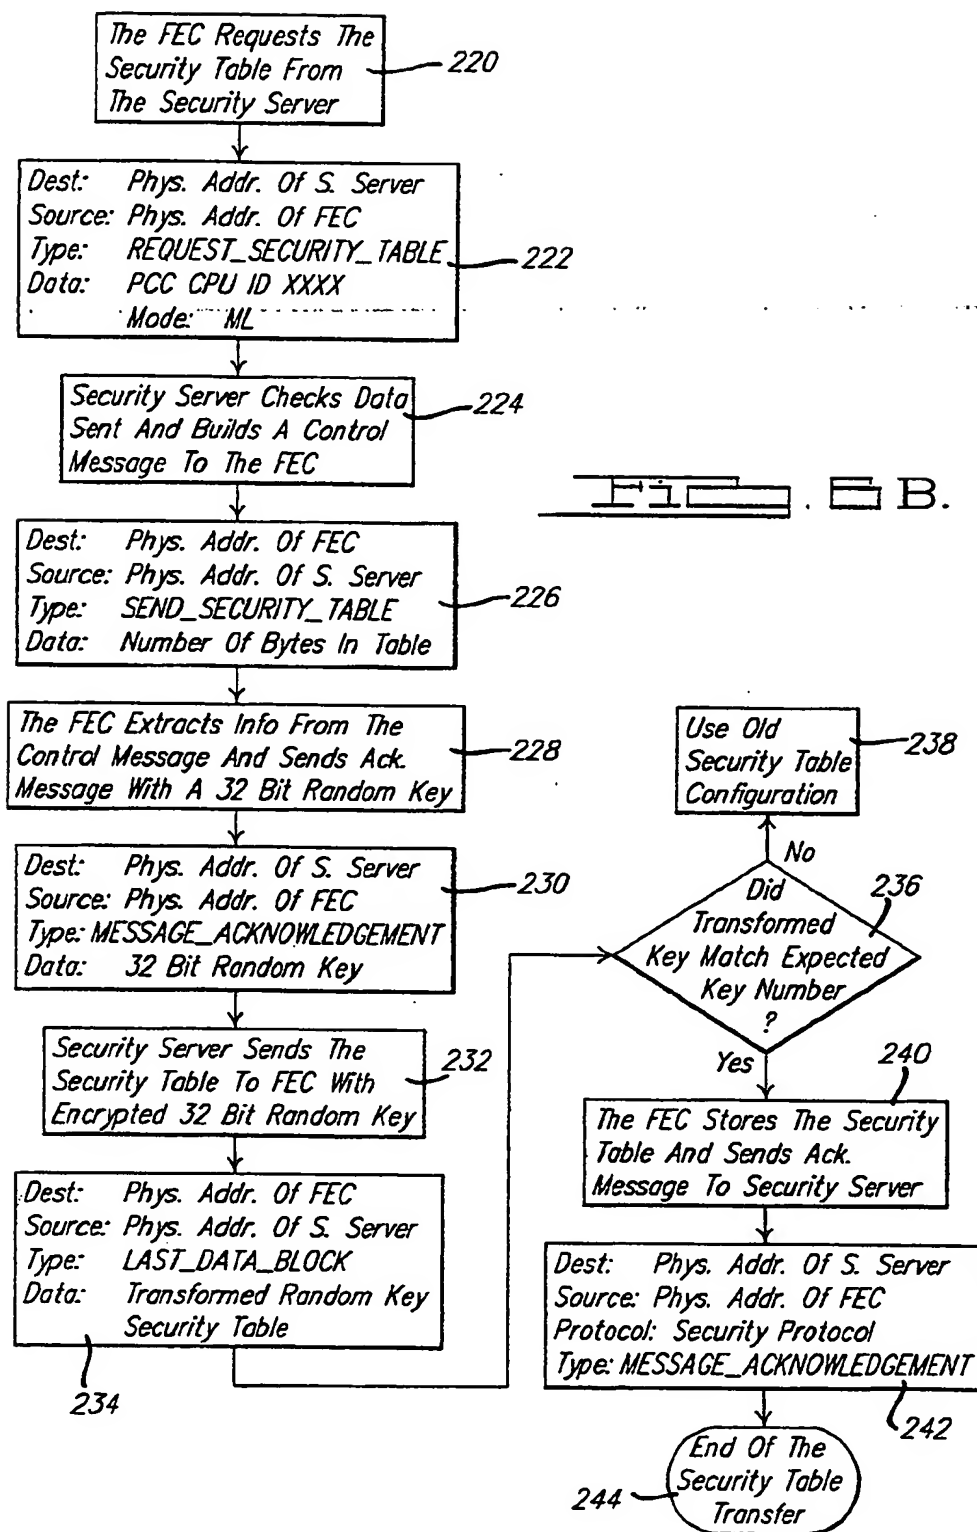 The FEC Requests The
Security Table From
The Security Server
220
Dest: Phys. Addr. Of S. Server
Source: Phys. Addr. Of FEC
Type: REQUEST_SECURITY_TABLE
Data: PCC CPU ID XXXX
Mode: ML
222
Security Server Checks Data
Sent And Builds A Control
Message To The FEC
224
Dest: Phys. Addr. Of FEC
Source: Phys. Addr. Of S. Server
Type: SEND_SECURITY_TABLE
Data: Number Of Bytes In Table
226
The FEC Extracts Info From The
Control Message And Sends Ack.
Message With A 32 Bit Random Key
228
Dest: Phys. Addr. Of S. Server
Source: Phys. Addr. Of FEC
Type: MESSAGE_ACKNOWLEDGEMENT
Data: 32 Bit Random Key
230
Security Server Sends The
Security Table To FEC With
Encrypted 32 Bit Random Key
232
Dest: Phys. Addr. Of FEC
Source: Phys. Addr. Of S. Server
Type: LAST_DATA_BLOCK
Data: Transformed Random Key
Security Table
234
B.
Use Old
Security Table
Configuration
238
No
Did
Transformed
Key Match Expected
Key Number
?
236
Yes
240
The FEC Stores The Security
Table And Sends Ack.
Message To Security Server
Dest: Phys. Addr. Of S. Server
Source: Phys. Addr. Of FEC
Protocol: Security Protocol
Type: MESSAGE_ACKNOWLEDGEMENT
242
End Of The
Security Table
Transfer
244